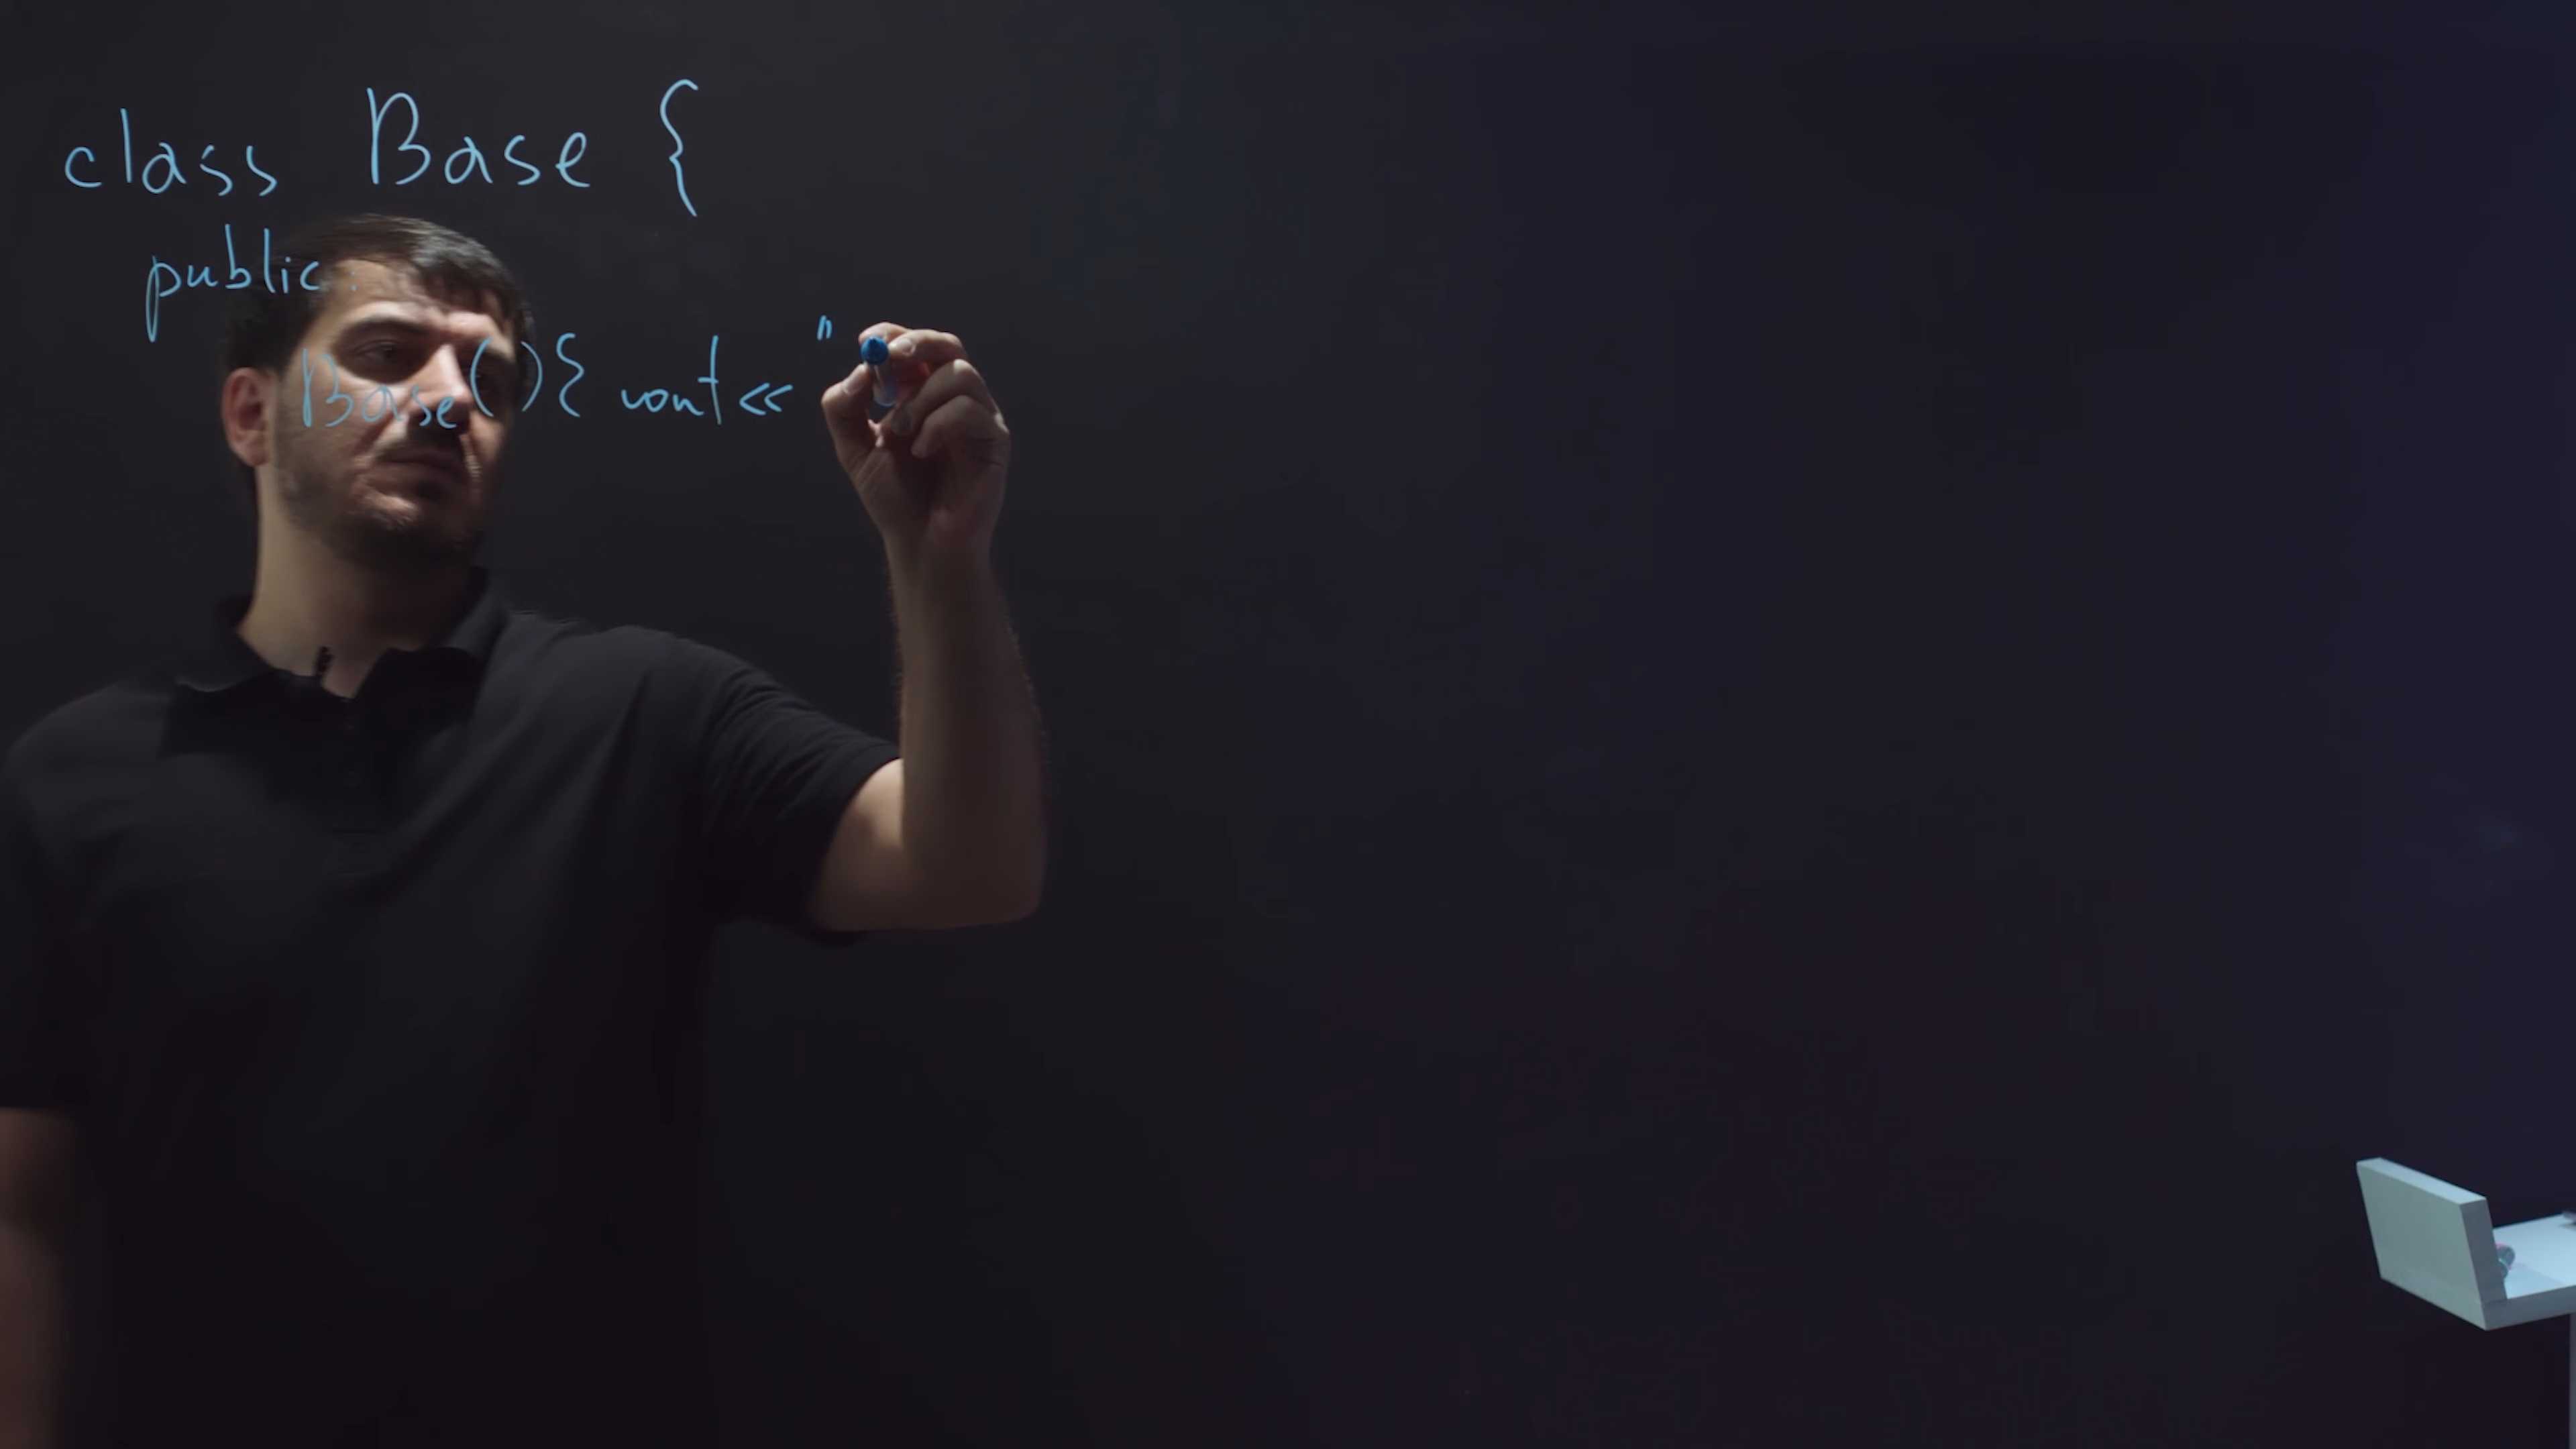 class Base {
public:
Base(){ cout << "